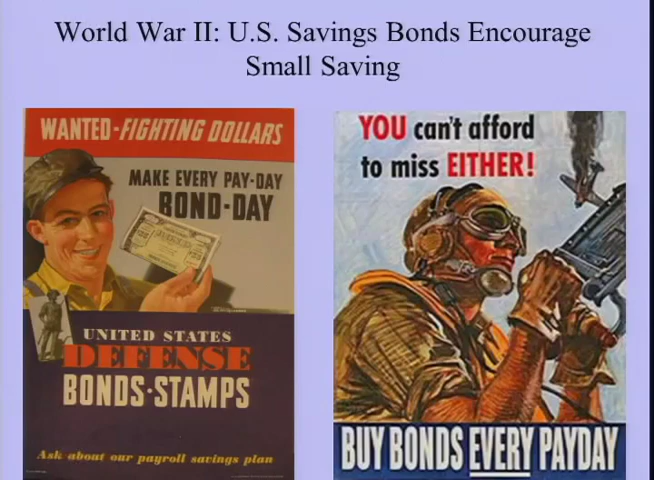 World War II: U.S. Savings Bonds Encourage
Small Saving
WANTED-FIGHTING DOLLARS
MAKE EVERY PAY-DAY
BOND-DAY
UNITED STATES
DEFENSE
BONDS·STAMPS
Ask about our payroll savings plan
YOU can't afford
to miss EITHER!
BUY BONDS EVERY PAYDAY